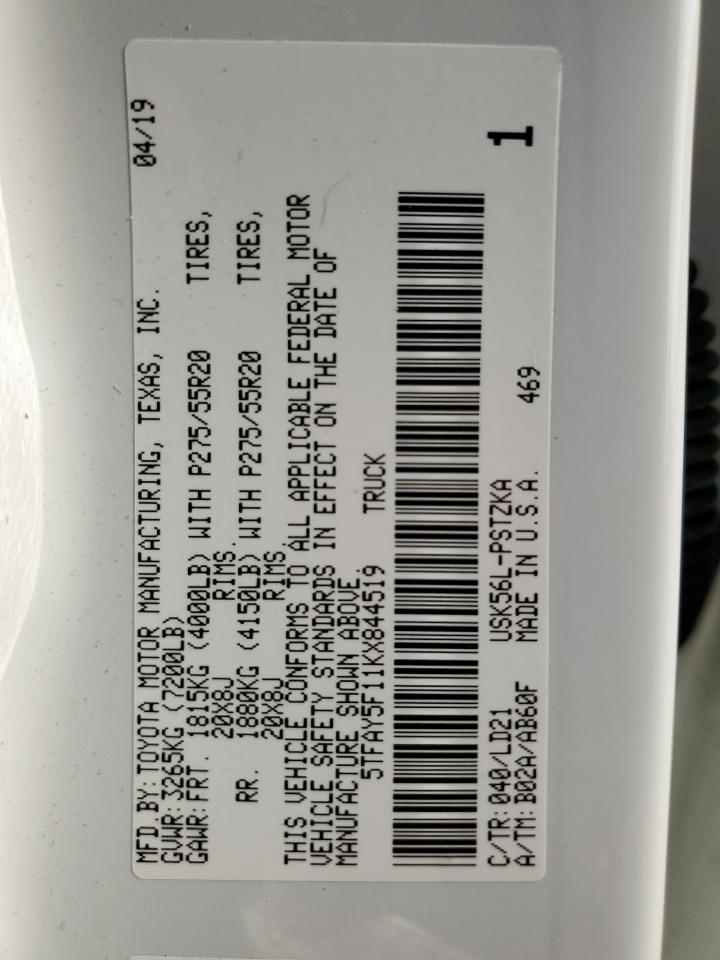 MFD.BY:TOYOTA MOTOR MANUFACTURING, TEXAS, INC. 04/19
GVWR:3265KG (7200LB)
GAWR:FRT. 1815KG (4000LB) WITH P275/55R20 TIRES,
20X8J RIMS.
RR. 1880KG (4150LB) WITH P275/55R20 TIRES,
20X8J RIMS.
THIS VEHICLE CONFORMS TO ALL APPLICABLE FEDERAL MOTOR
VEHICLE SAFETY STANDARDS IN EFFECT ON THE DATE OF
MANUFACTURE SHOWN ABOVE.
5TFAY5F11KX844519 TRUCK
C/TR:040/LD21 USK56L-PSTZKA 1
A/TM:B02A/AB60F MADE IN U.S.A. 469